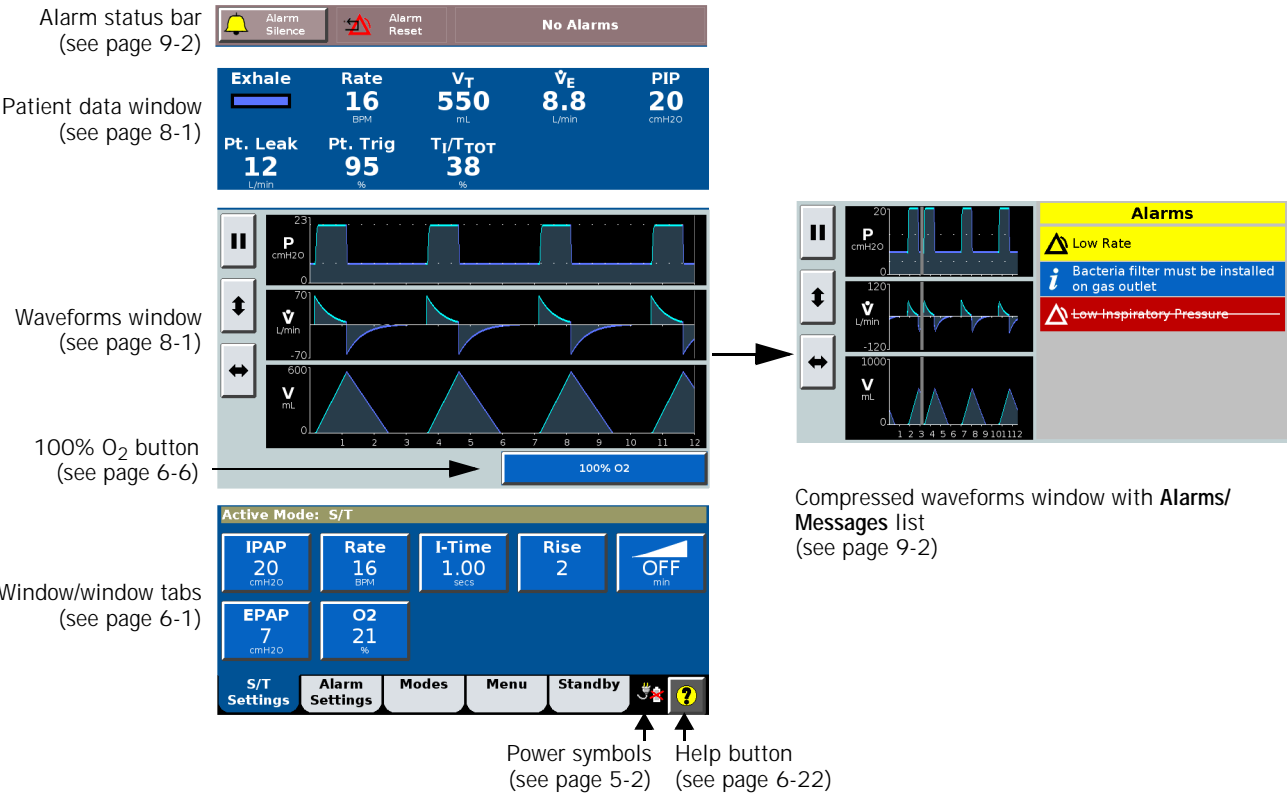 Alarm status bar
(see page 9-2)
Alarm
Silence
Alarm
Reset
No Alarms
Patient data window
(see page 8-1)
Exhale
Rate
16
BPM
VT
550
mL
V̇E
8.8
L/min
PIP
20
cmH2O
Pt. Leak
12
L/min
Pt. Trig
95
%
TI/TTOT
38
%
Waveforms window
(see page 8-1)
23
P
cmH2O
0
70
V̇
L/min
-70
600
V
mL
0
1 2 3 4 5 6 7 8 9 10 11 12
100% O2 button
(see page 6-6)
100% O2
20
P
cmH2O
0
120
V̇
L/min
-120
1000
V
mL
0
1 2 3 4 5 6 7 8 9 101112
Alarms
Low Rate
i Bacteria filter must be installed
on gas outlet
Low Inspiratory Pressure
Compressed waveforms window with Alarms/
Messages list
(see page 9-2)
Window/window tabs
(see page 6-1)
Active Mode: S/T
IPAP
20
cmH2O
Rate
16
BPM
I-Time
1.00
secs
Rise
2
OFF
min
EPAP
7
cmH2O
O2
21
%
S/T
Settings
Alarm
Settings
Modes
Menu
Standby
?
Power symbols
(see page 5-2)
Help button
(see page 6-22)